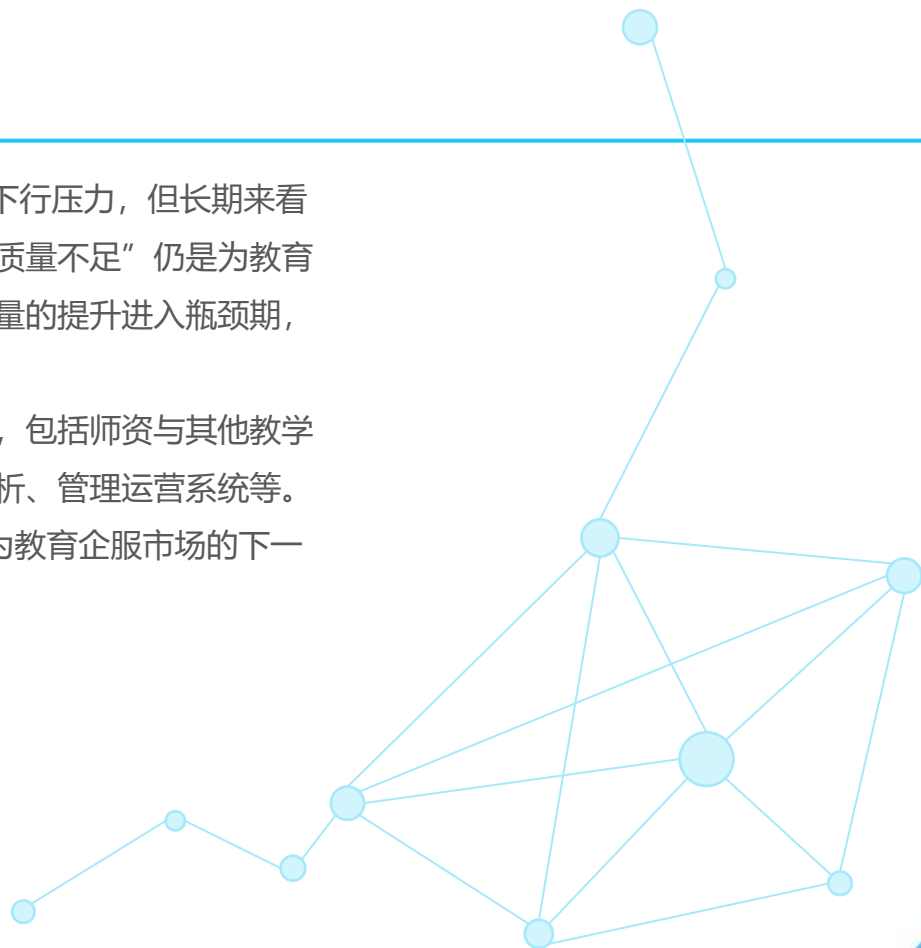 下行压力，但长期来看
质量不足”仍是为教育
量的提升进入瓶颈期，
，包括师资与其他教学
析、管理运营系统等。
为教育企服市场的下一